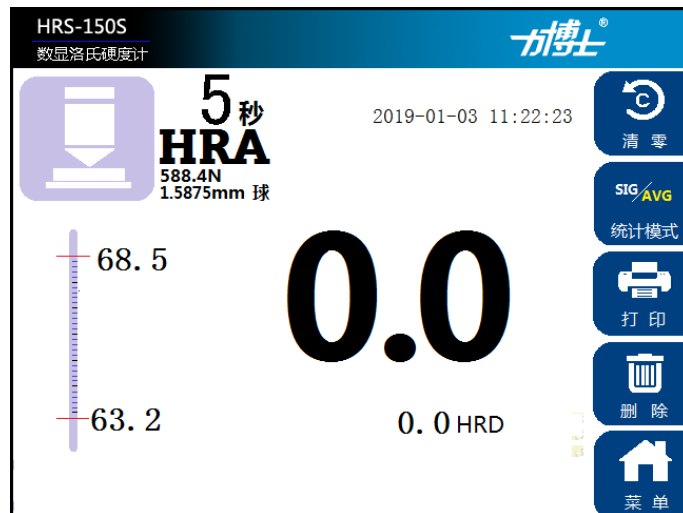 HRS-150S
数显洛氏硬度计
力博士®
5秒
HRA
588.4N
1.5875mm 球
2019-01-03 11:22:23
68.5
63.2
0.0
0.0 HRD
C
清零
SIG/AVG
统计模式
打印
删除
菜单